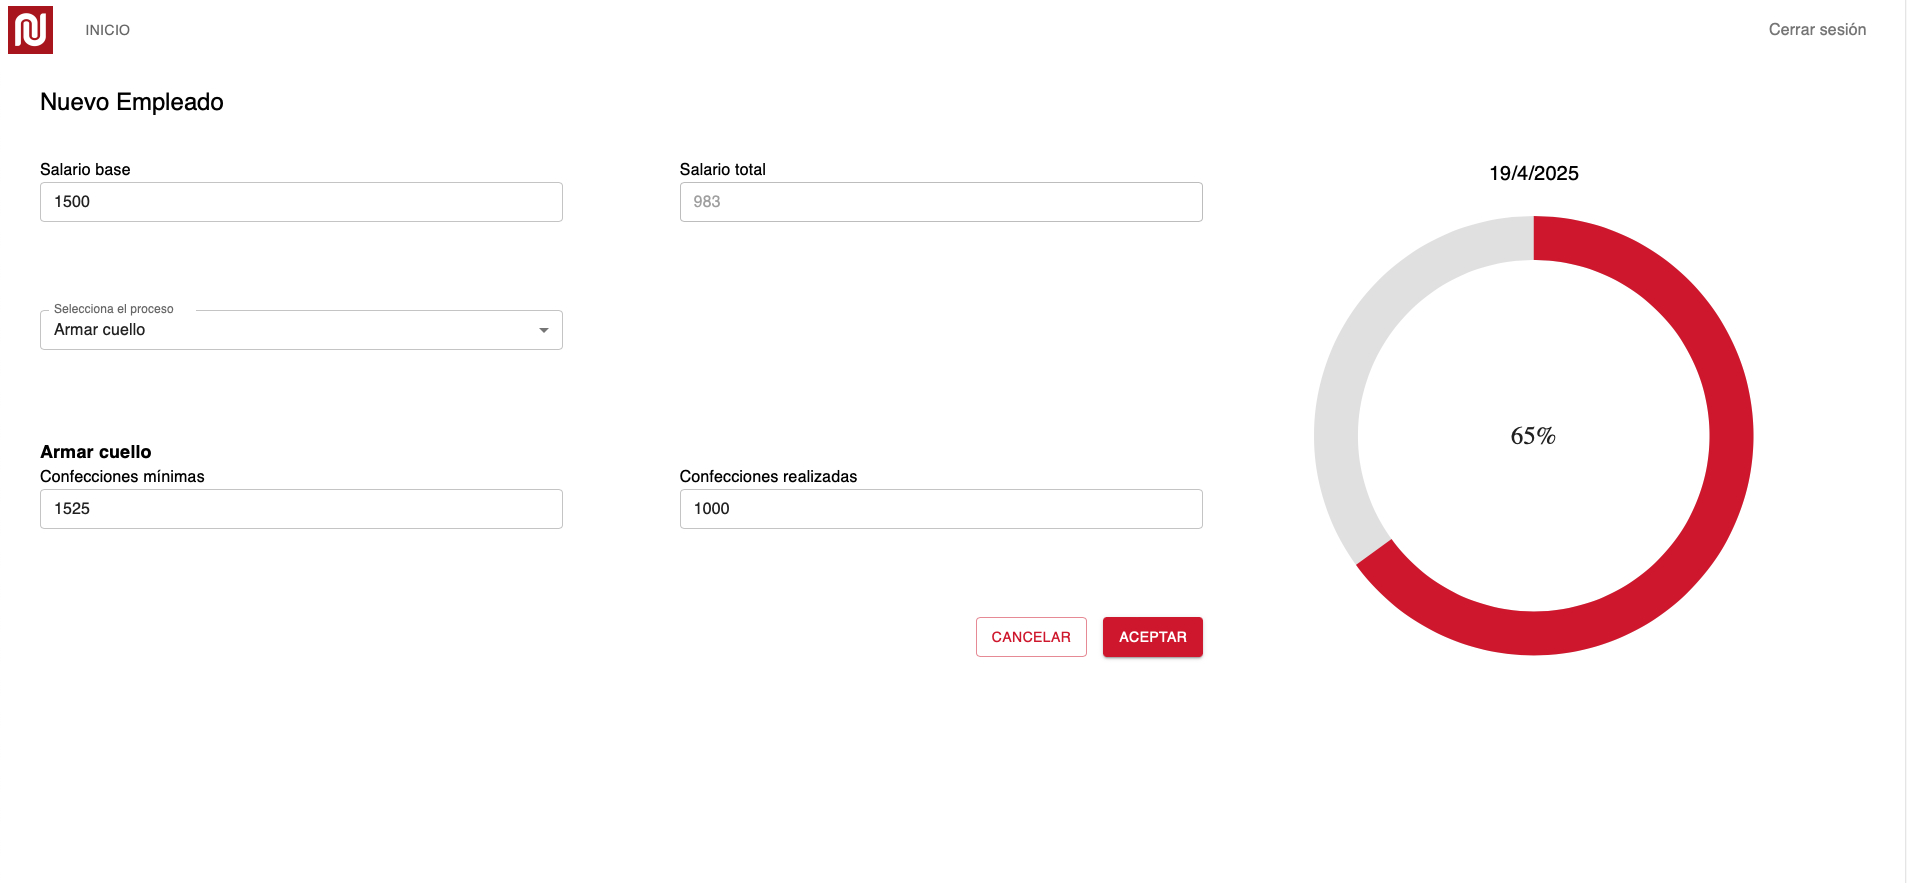 INICIO
Cerrar sesión
Nuevo Empleado
Salario base
1500
Salario total
983
Selecciona el proceso
Armar cuello
Armar cuello
Confecciones mínimas
1525
Confecciones realizadas
1000
CANCELAR
ACEPTAR
19/4/2025
65%